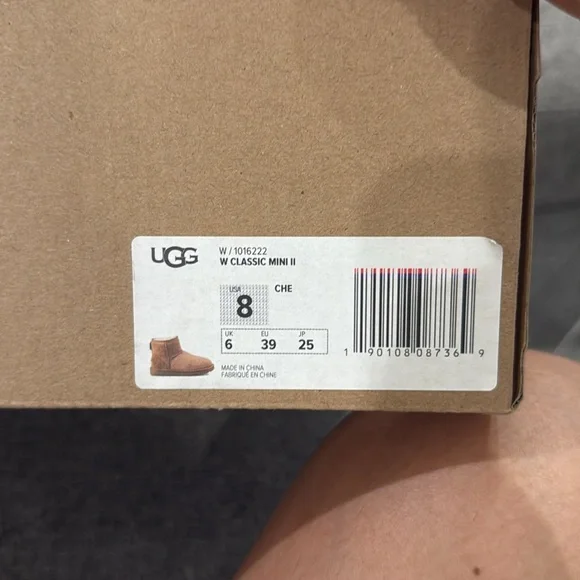 UGG
W / 1016222
W CLASSIC MINI II
USA
8
CHE
UK EU JP
6 39 25
MADE IN CHINA
FABRIQUÉ EN CHINE
1 90108 08736 9